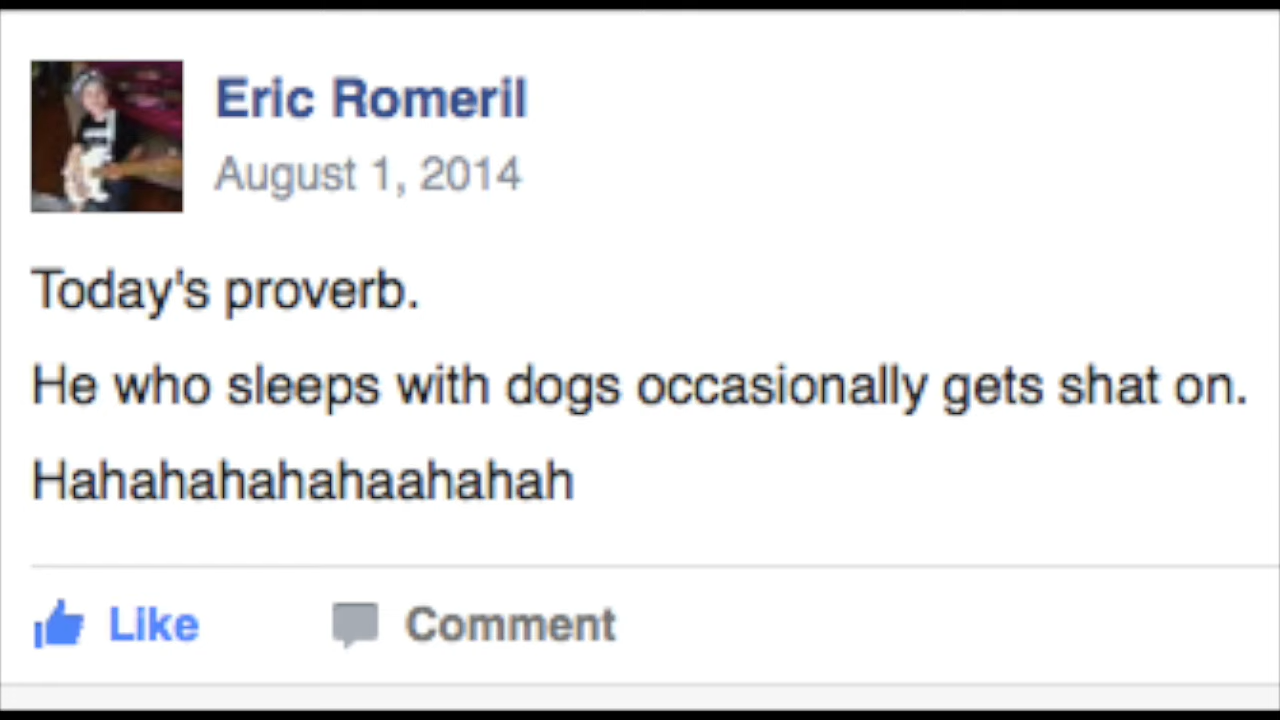 Eric Romeril
August 1, 2014
Today's proverb.
He who sleeps with dogs occasionally gets shat on.
Hahahahahahaahahah
Like Comment